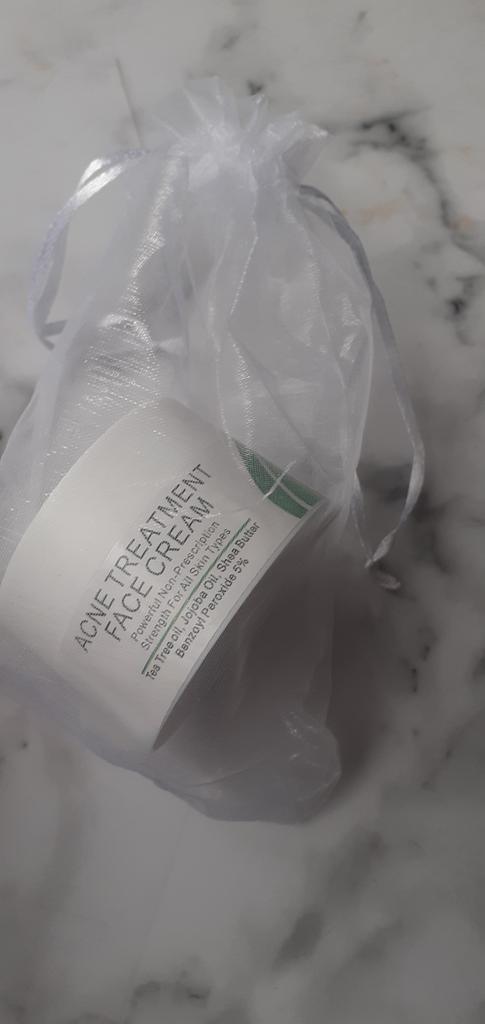 ACNE TREATMENT
FACE CREAM
Powerful Non-Prescription
Strength For All Skin Types
Tea Tree oil, Jojoba Oil, Shea Butter
Banzoyl Peroxide 5%